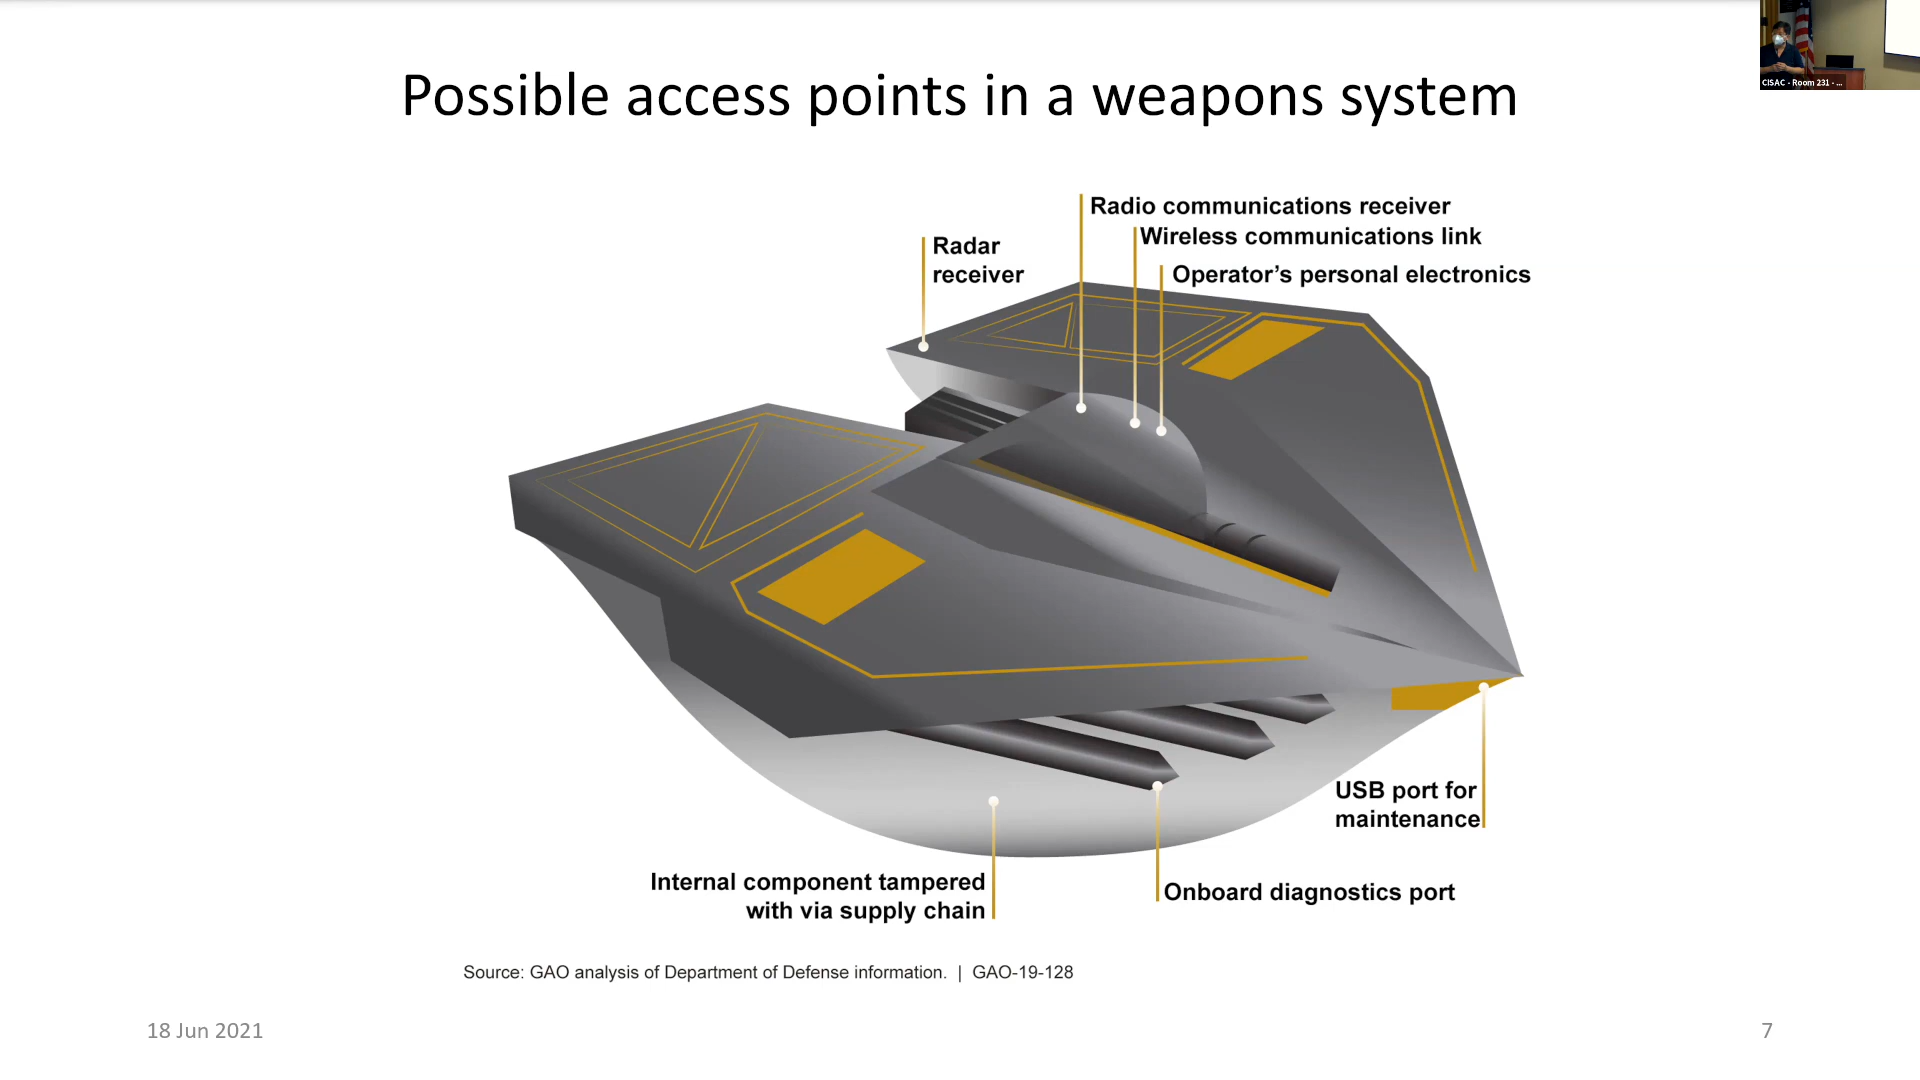 CISAC - Room 231 - ...
Possible access points in a weapons system
Radio communications receiver
Wireless communications link
Radar
receiver
Operator’s personal electronics
USB port for
maintenance
Internal component tampered
with via supply chain
Onboard diagnostics port
Source: GAO analysis of Department of Defense information. | GAO-19-128
18 Jun 2021
7